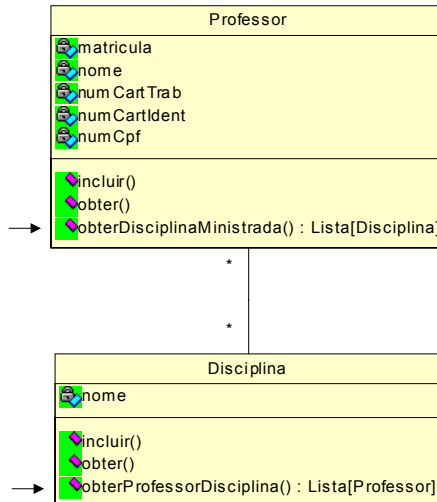 Professor
matricula
nome
numCartTrab
numCartIdent
numCpf
incluir()
obter()
obterDisciplinaMinistrada() : Lista[Disciplina]
*
*
Disciplina
nome
incluir()
obter()
obterProfessorDisciplina() : Lista[Professor]